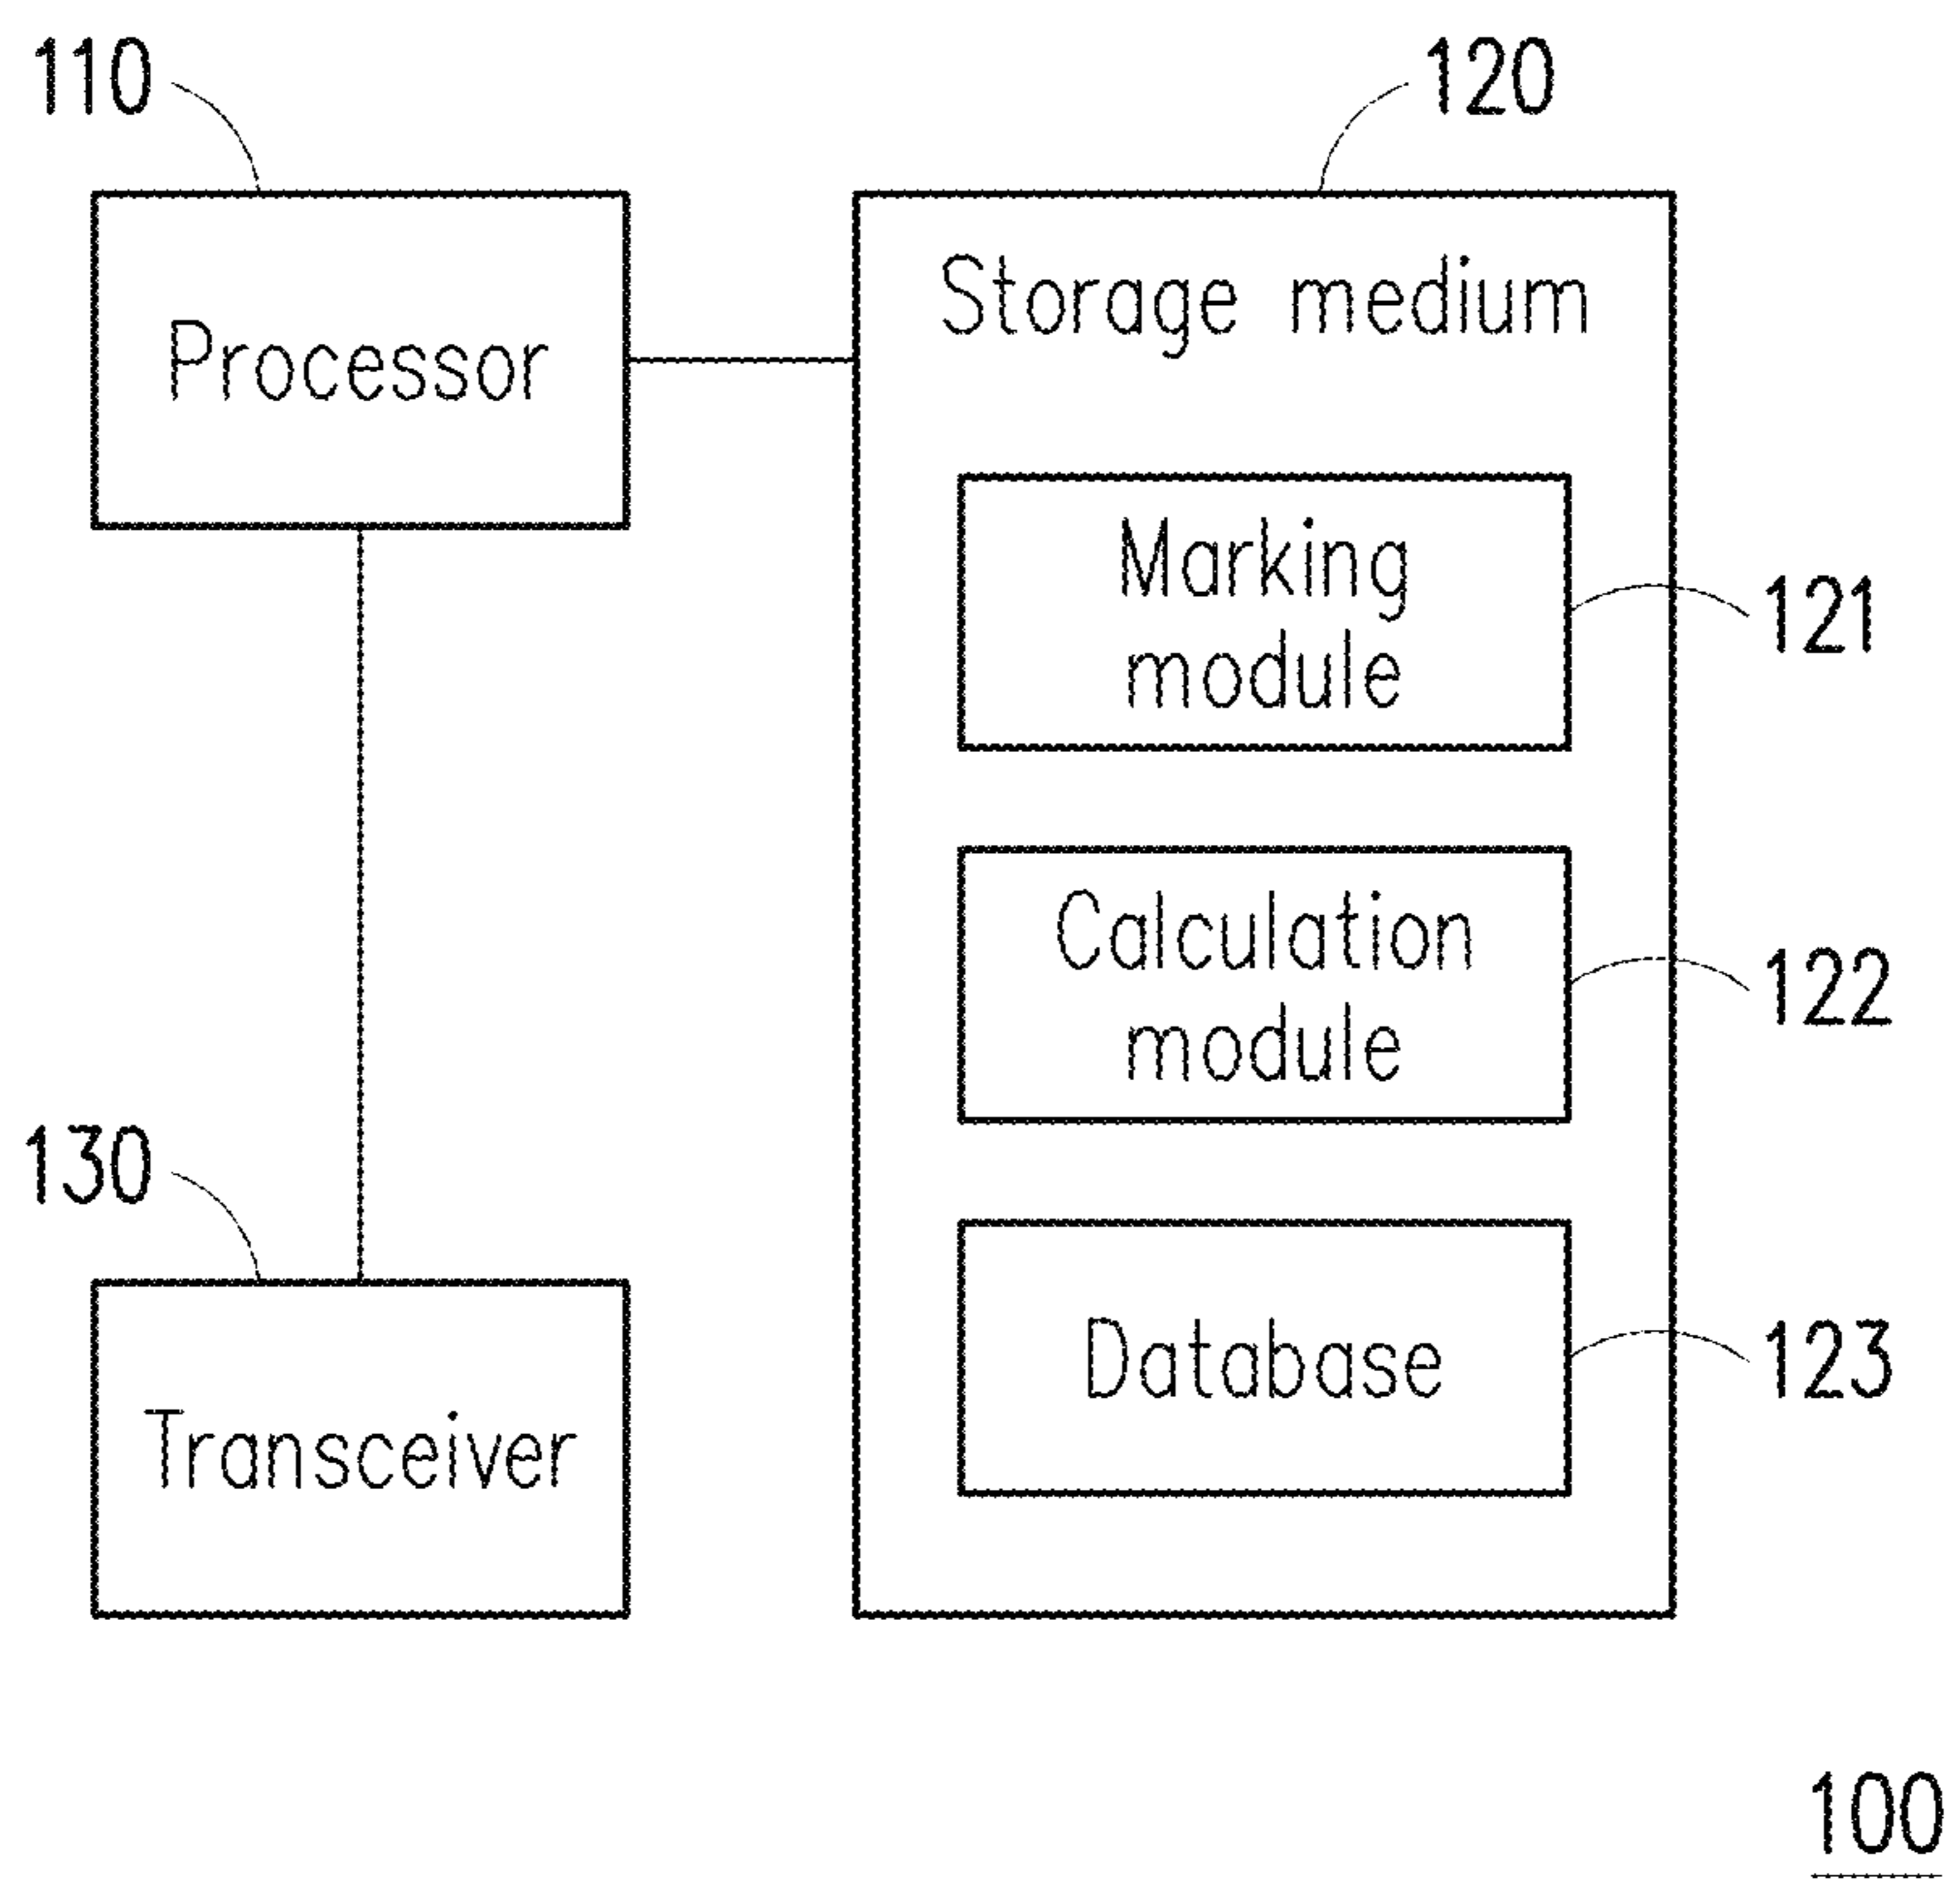 110
120
Processor
Storage medium
Marking
module
121
Calculation
module
122
130
Transceiver
Database
123
100